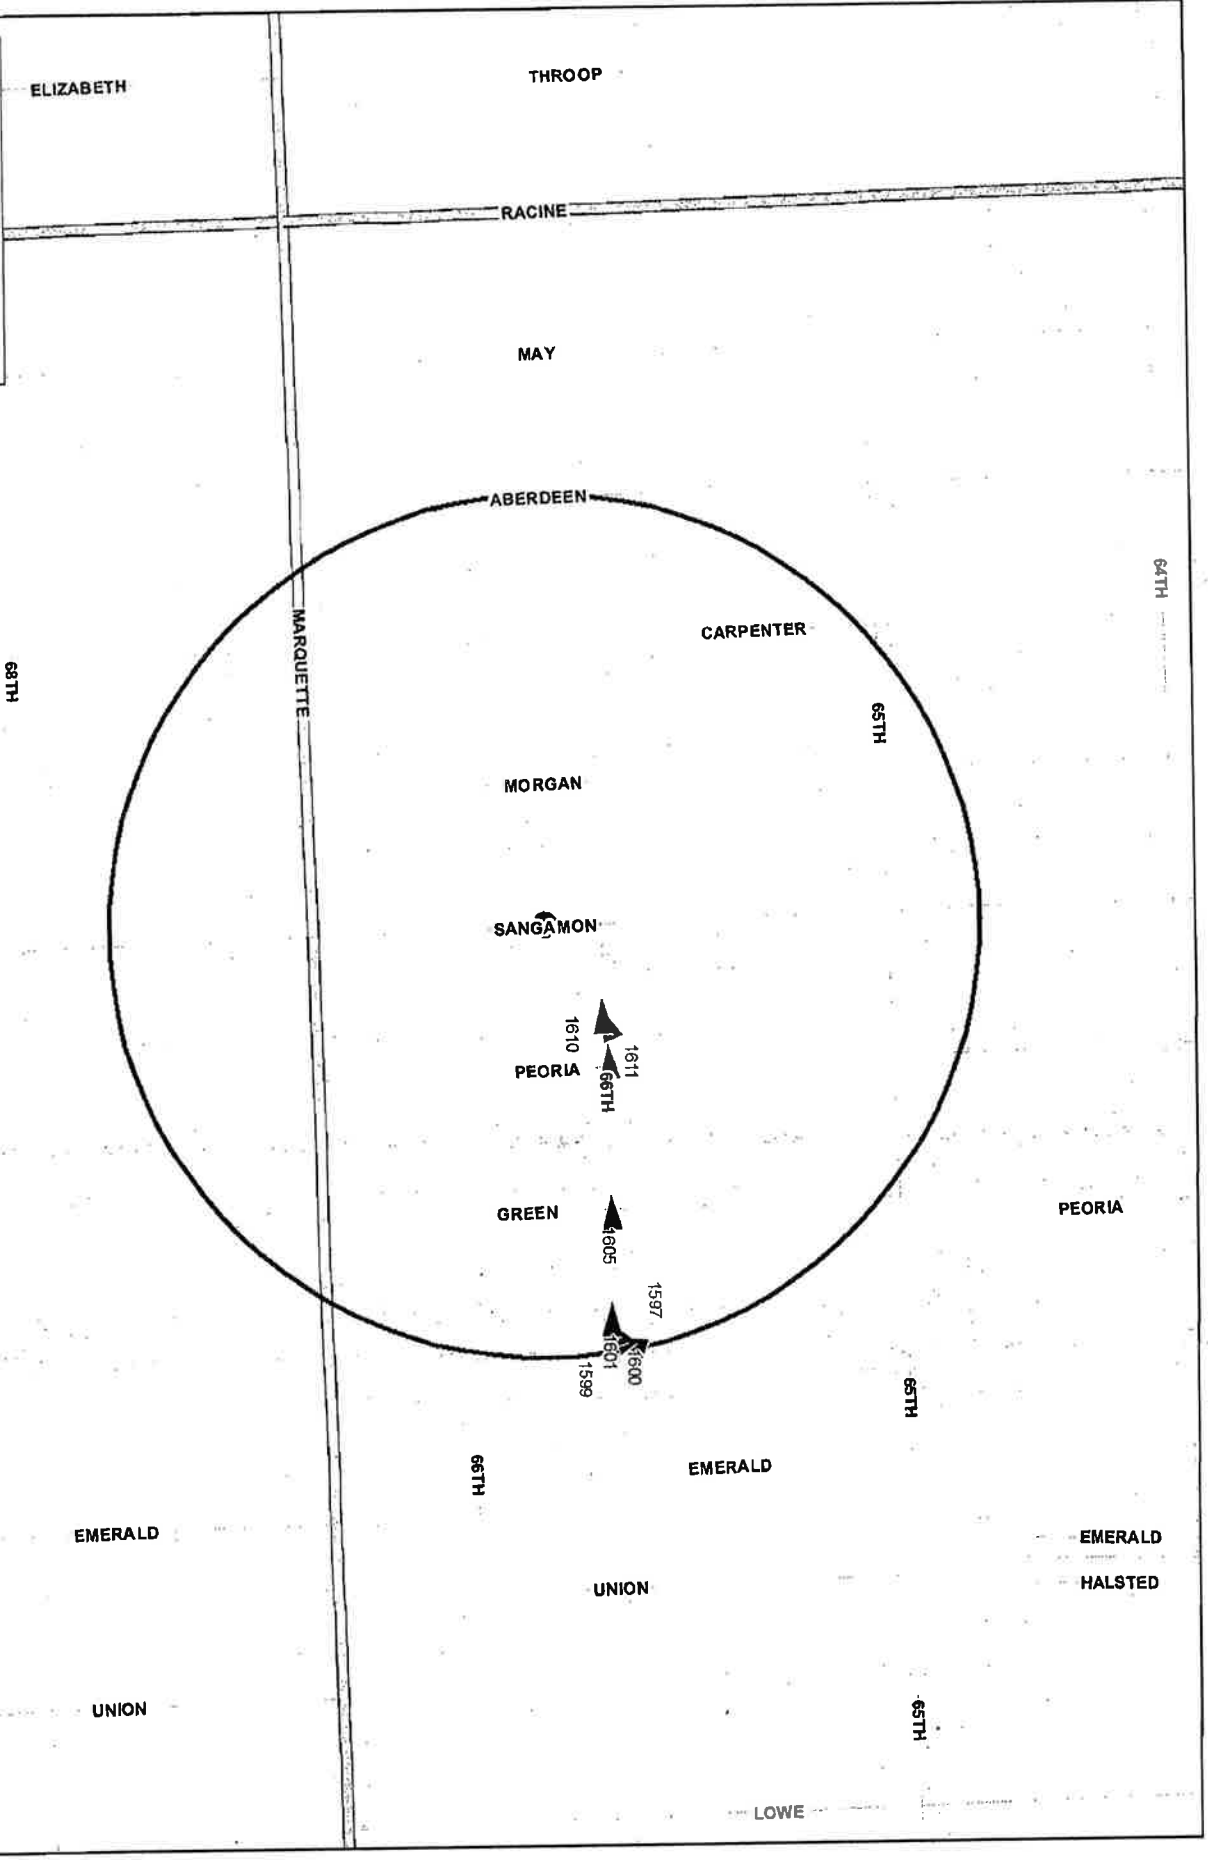 THROOP
ELIZABETH
RACINE
MAY
ABERDEEN
64TH
CARPENTER
MARQUETTE
68TH
65TH
MORGAN
SANGAMON
1610
1611
PEORIA
66TH
PEORIA
GREEN
1605
1597
1601
1600
1599
65TH
EMERALD
66TH
EMERALD
EMERALD
HALSTED
UNION
UNION
65TH
LOWE